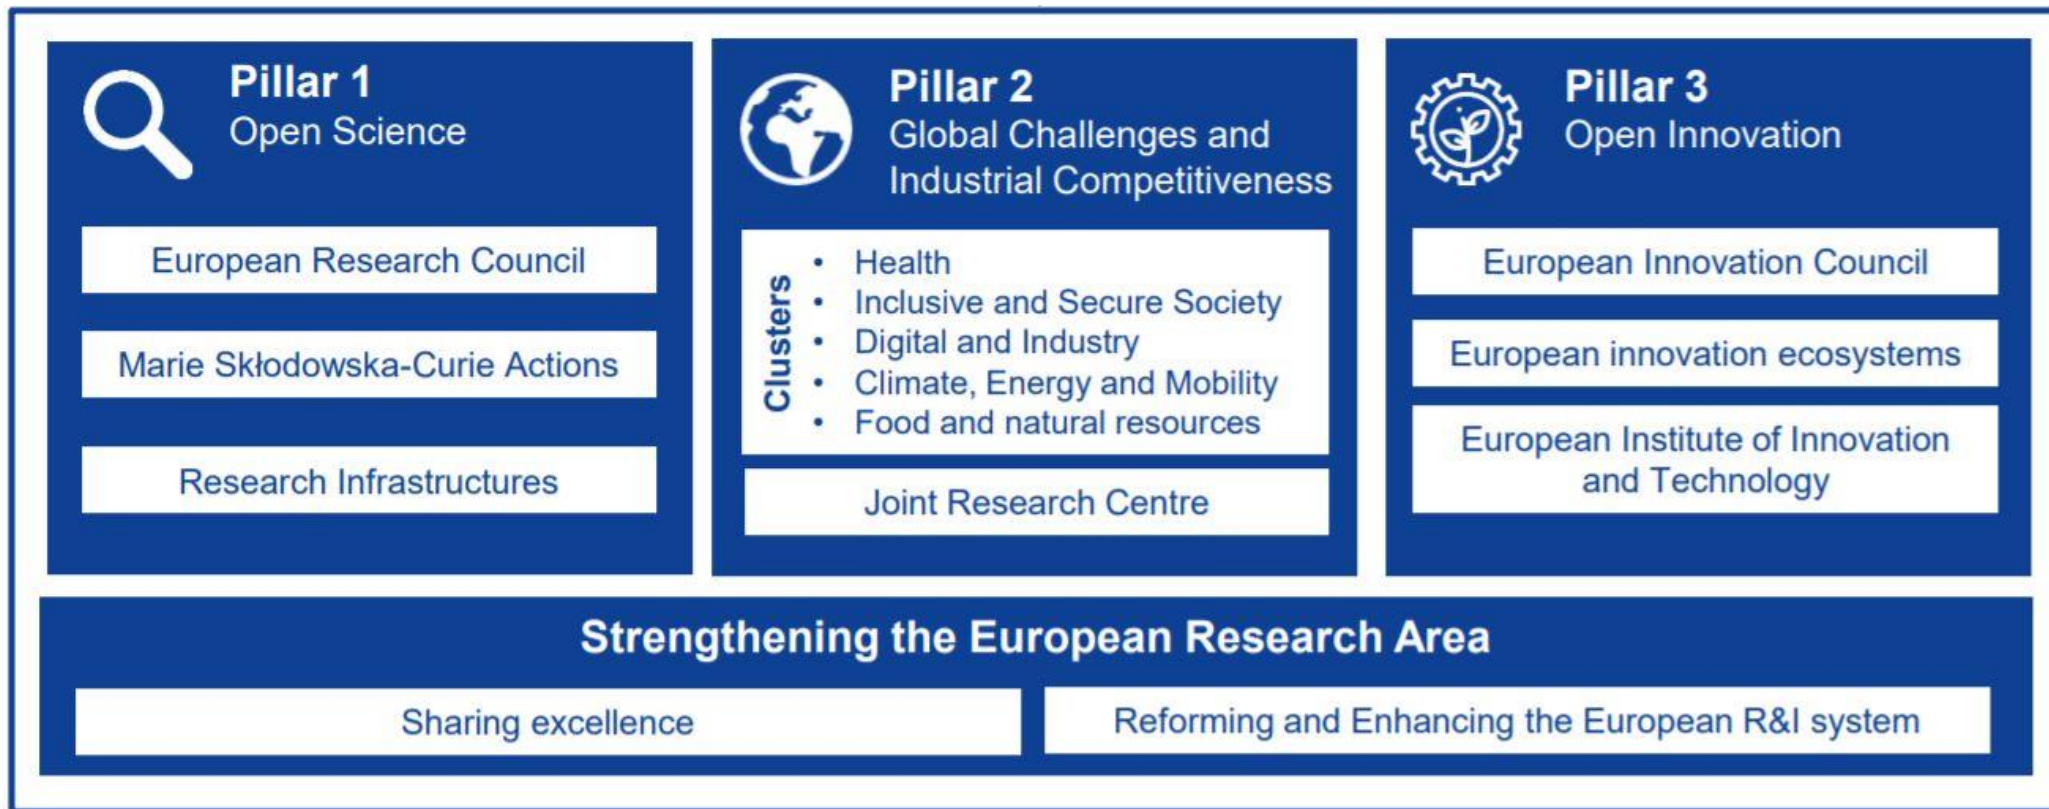 Pillar 1
Open Science
European Research Council
Marie Skłodowska-Curie Actions
Research Infrastructures
Pillar 2
Global Challenges and
Industrial Competitiveness
Clusters
• Health
• Inclusive and Secure Society
• Digital and Industry
• Climate, Energy and Mobility
• Food and natural resources
Joint Research Centre
Pillar 3
Open Innovation
European Innovation Council
European innovation ecosystems
European Institute of Innovation
and Technology
Strengthening the European Research Area
Sharing excellence
Reforming and Enhancing the European R&I system